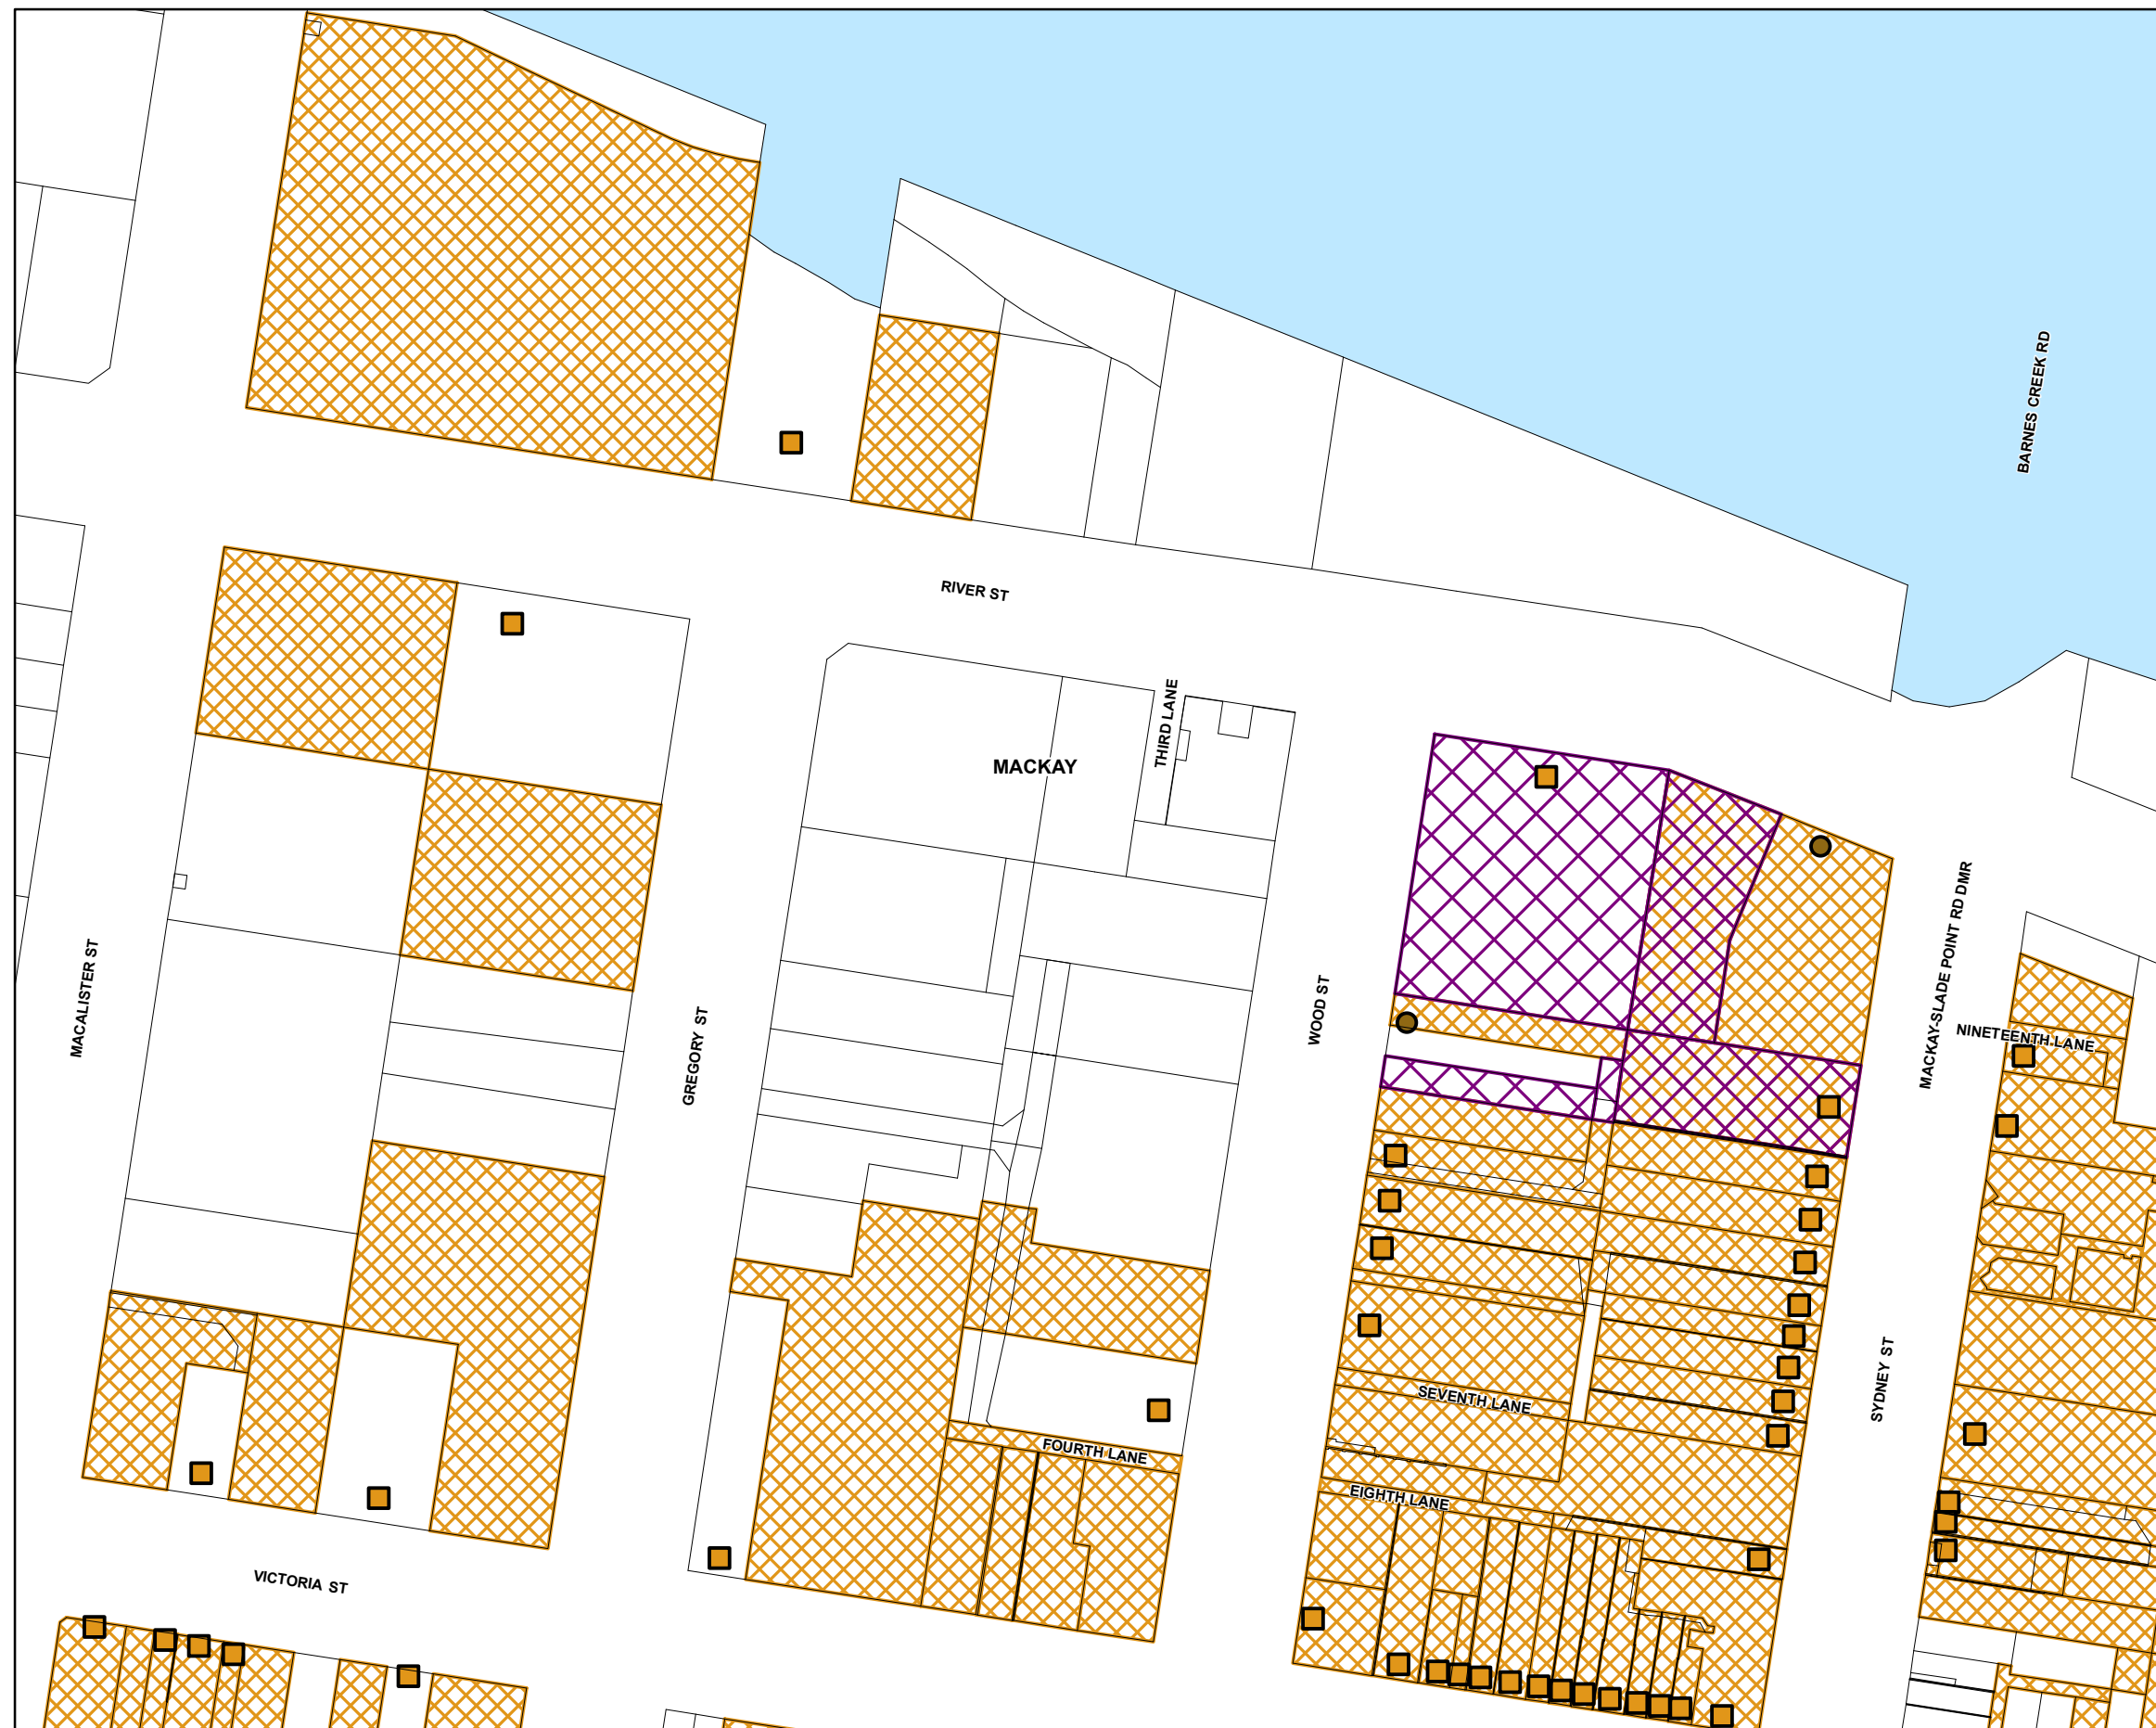 BARNES CREEK RD
RIVER ST
THIRD LANE
MACKAY
MACKAY-SLADE POINT RD DMR
MACALISTER ST
GREGORY ST
WOOD ST
NINETEENTH LANE
SYDNEY ST
SEVENTH LANE
FOURTH LANE
EIGHTH LANE
VICTORIA ST